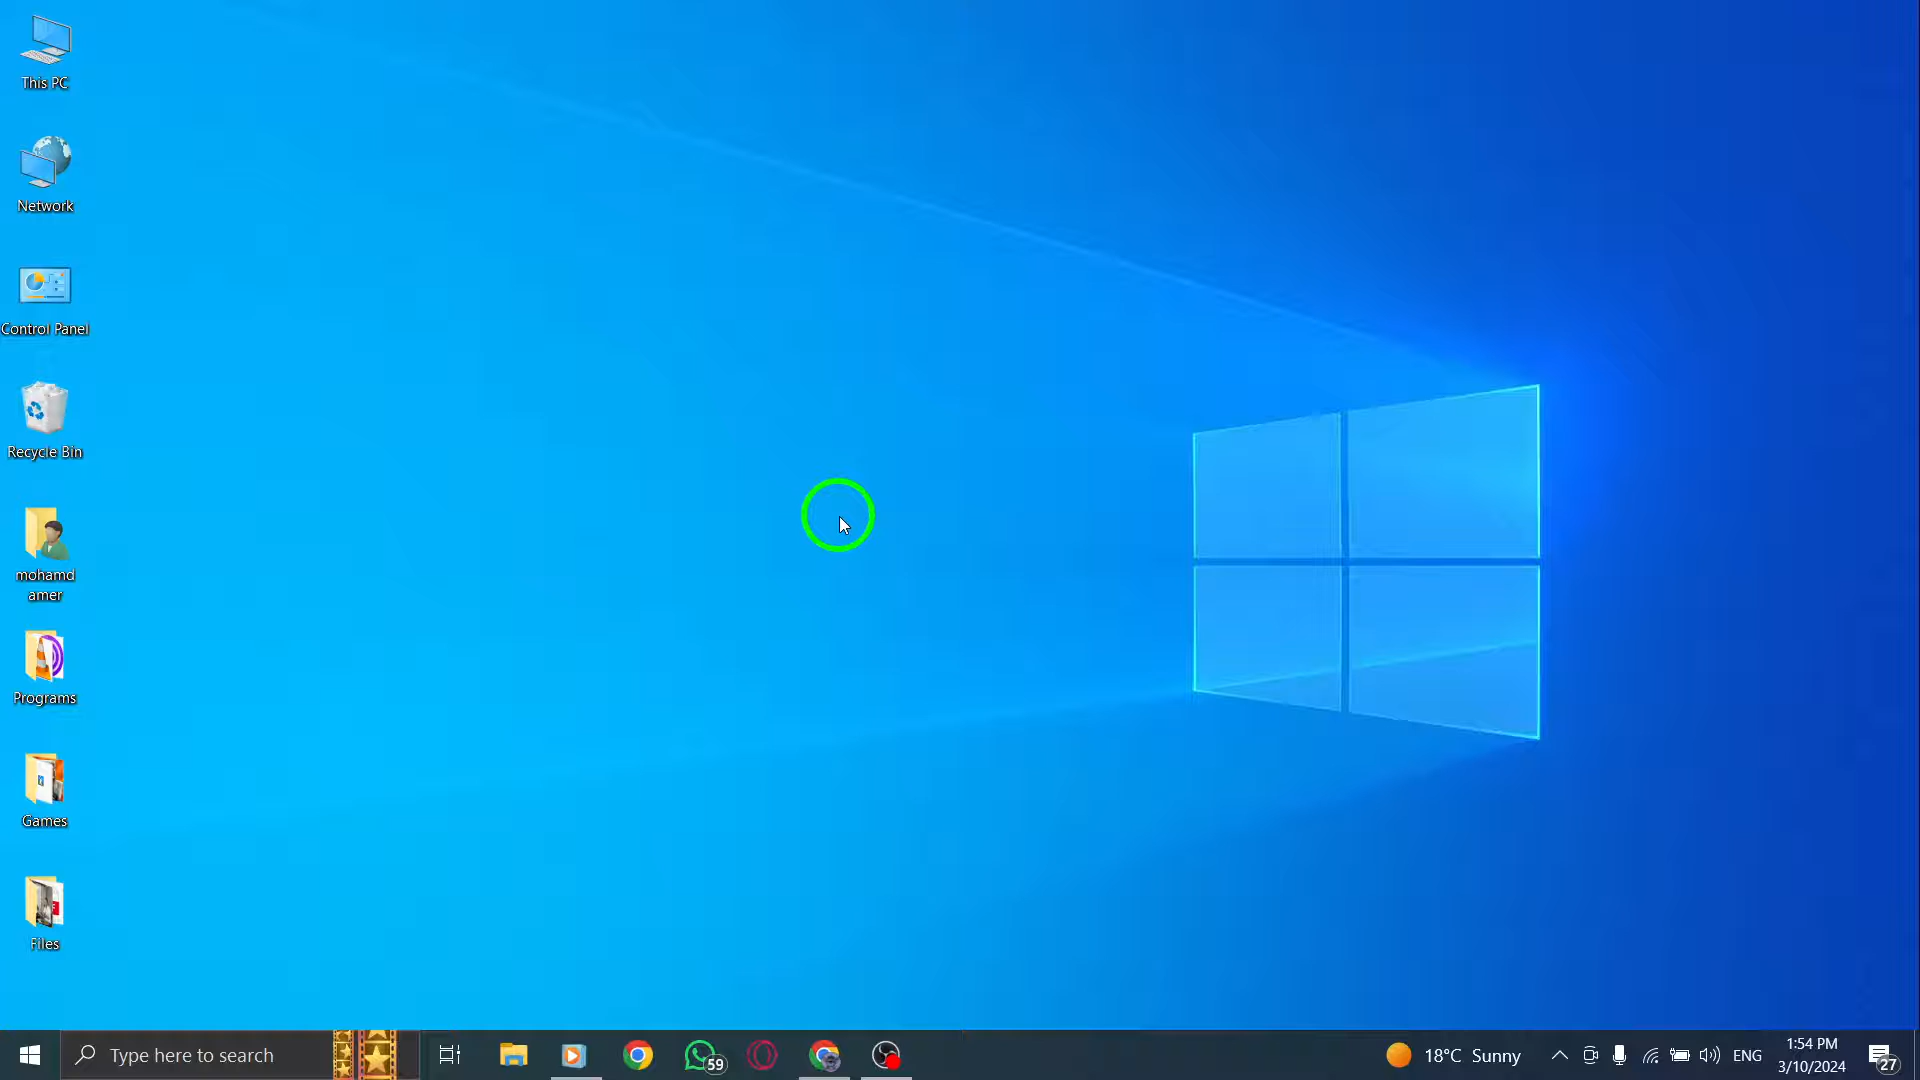 This PC
Network
Control Panel
Recycle Bin
mohamd
amer
Programs
Games
Files
Type here to search
59
18°C Sunny
ENG
1:54 PM
3/10/2024
27